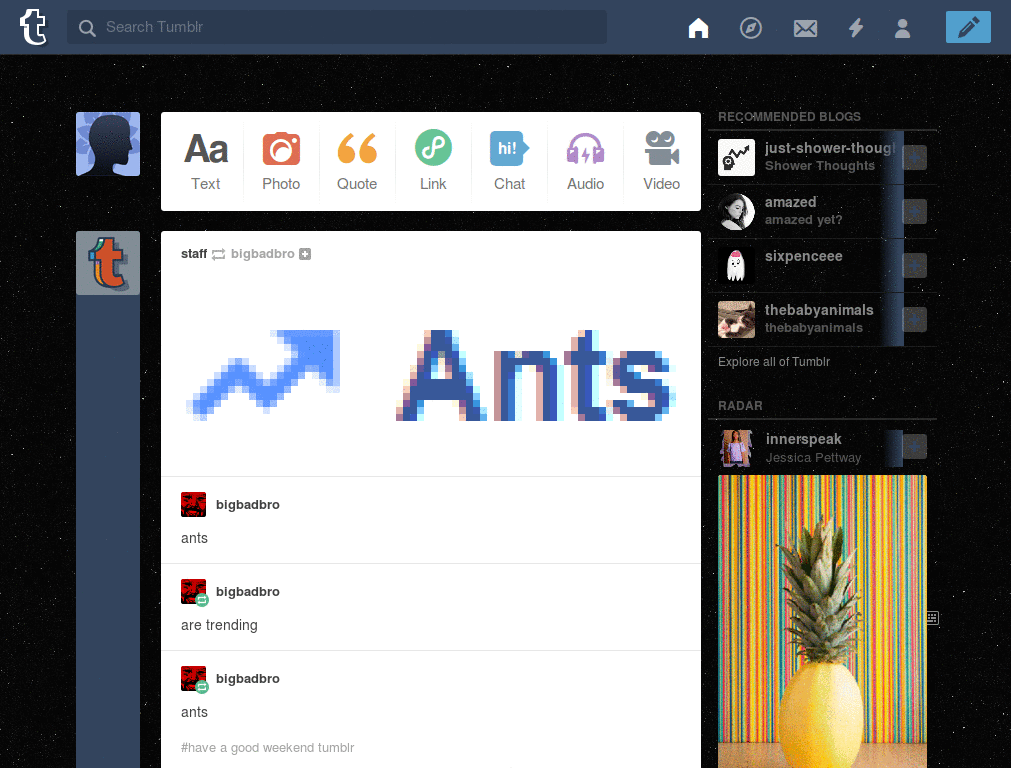 t
Search Tumblr
Aa
hi!
Text
Photo
Quote
Link
Chat
Audio
Video
t
staff bigbadbro
Ants
bigbadbro
ants
bigbadbro
are trending
bigbadbro
ants
#have a good weekend tumblr
RECOMMENDED BLOGS
just-shower-though
Shower Thoughts
amazed
amazed yet?
sixpenceee
thebabyanimals
thebabyanimals
Explore all of Tumblr
RADAR
innerspeak
Jessica Pettway